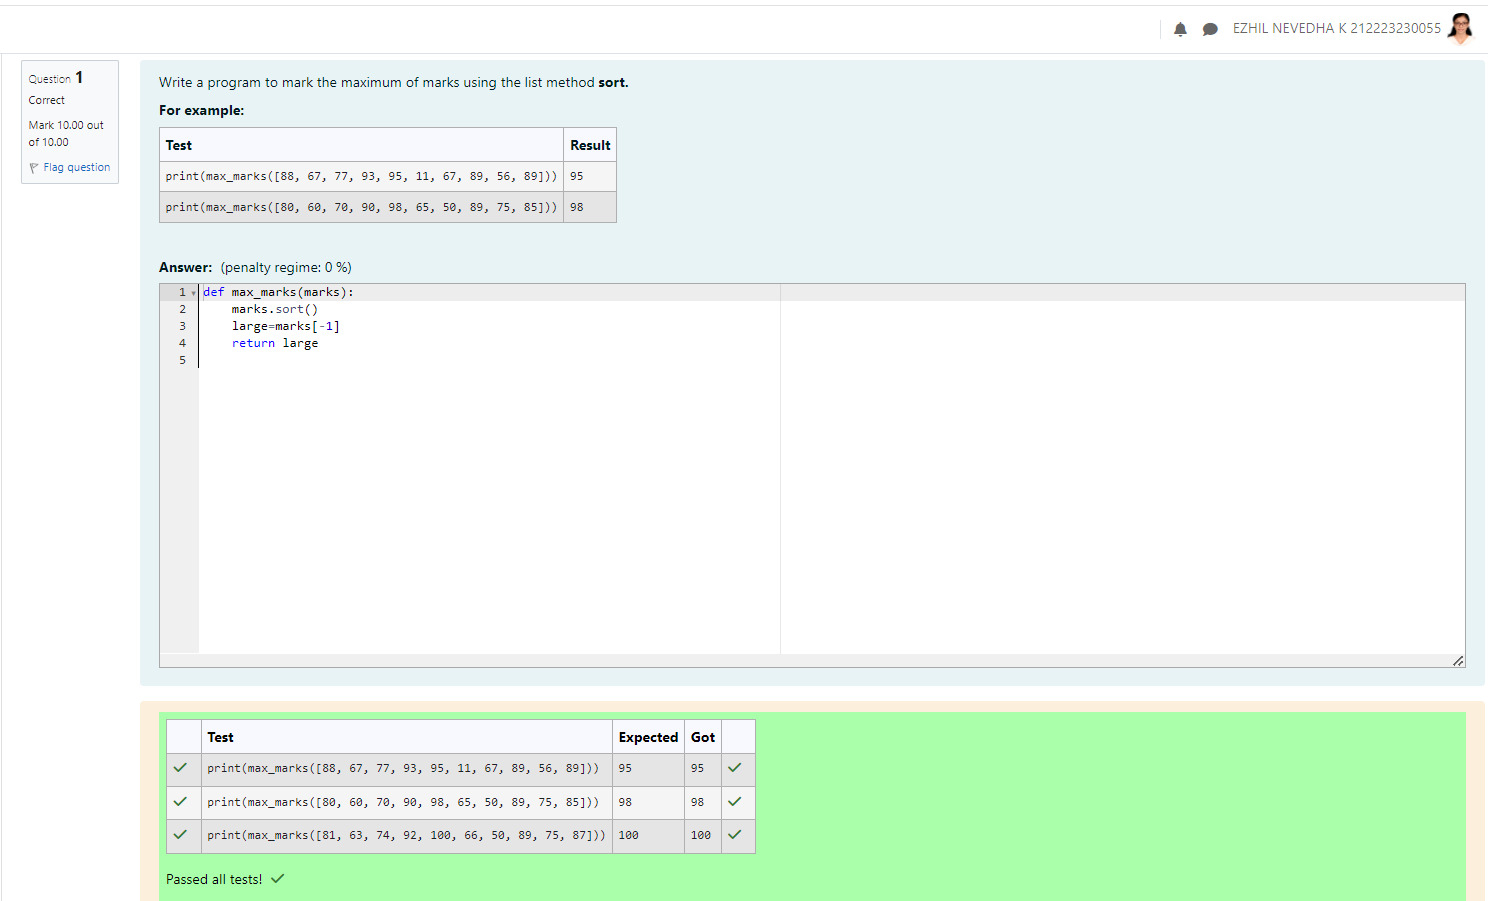 EZHIL NEVEDHA K 212223230055
Question 1
Correct
Mark 10.00 out
of 10.00
Flag question
Write a program to mark the maximum of marks using the list method sort.
For example:
Test Result
print(max_marks([88, 67, 77, 93, 95, 11, 67, 89, 56, 89])) 95
print(max_marks([80, 60, 70, 90, 98, 65, 50, 89, 75, 85])) 98
Answer: (penalty regime: 0 %)
1 def max_marks(marks):
2     marks.sort()
3     large=marks[-1]
4     return large
5
Test Expected Got
print(max_marks([88, 67, 77, 93, 95, 11, 67, 89, 56, 89])) 95 95
print(max_marks([80, 60, 70, 90, 98, 65, 50, 89, 75, 85])) 98 98
print(max_marks([81, 63, 74, 92, 100, 66, 50, 89, 75, 87])) 100 100
Passed all tests!